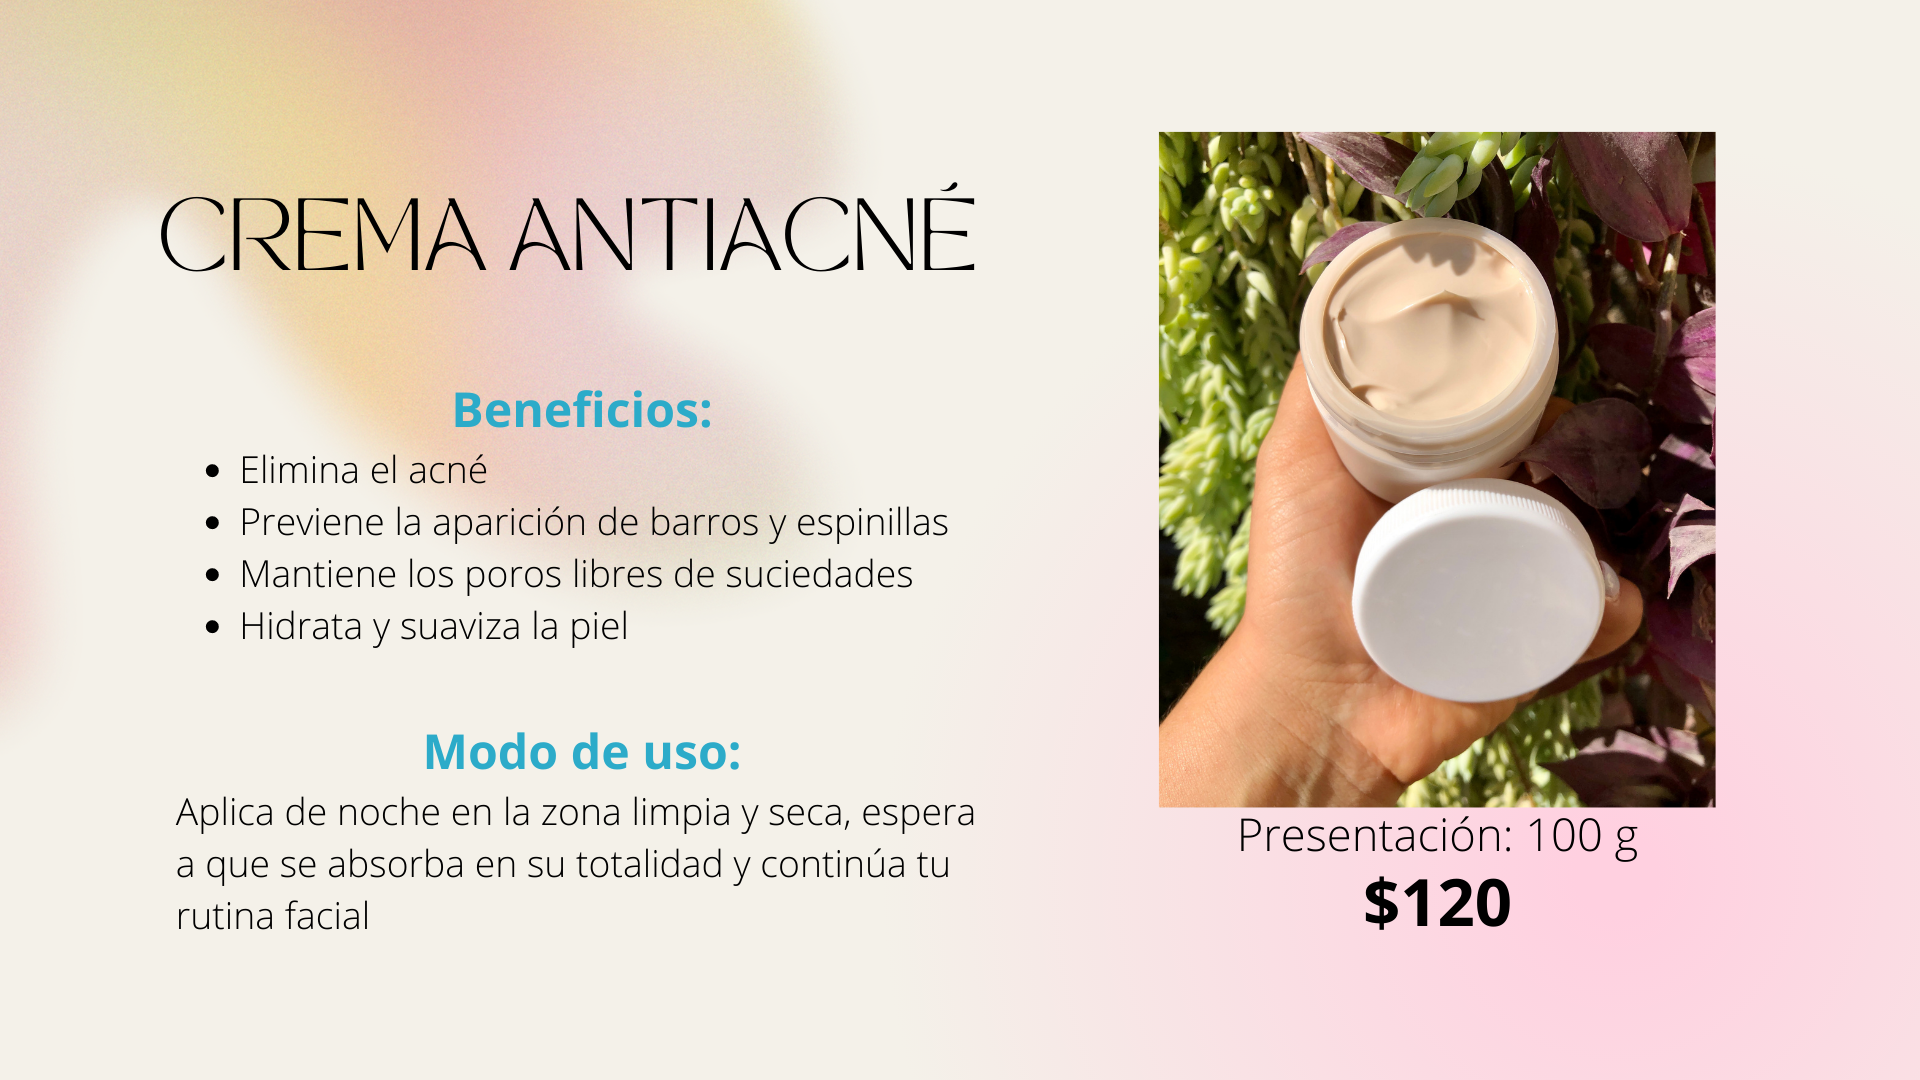 CREMA ANTIACNÉ
Beneficios:
• Elimina el acné
• Previene la aparición de barros y espinillas
• Mantiene los poros libres de suciedades
• Hidrata y suaviza la piel
Modo de uso:
Aplica de noche en la zona limpia y seca, espera
a que se absorba en su totalidad y continúa tu
rutina facial
Presentación: 100 g
$120